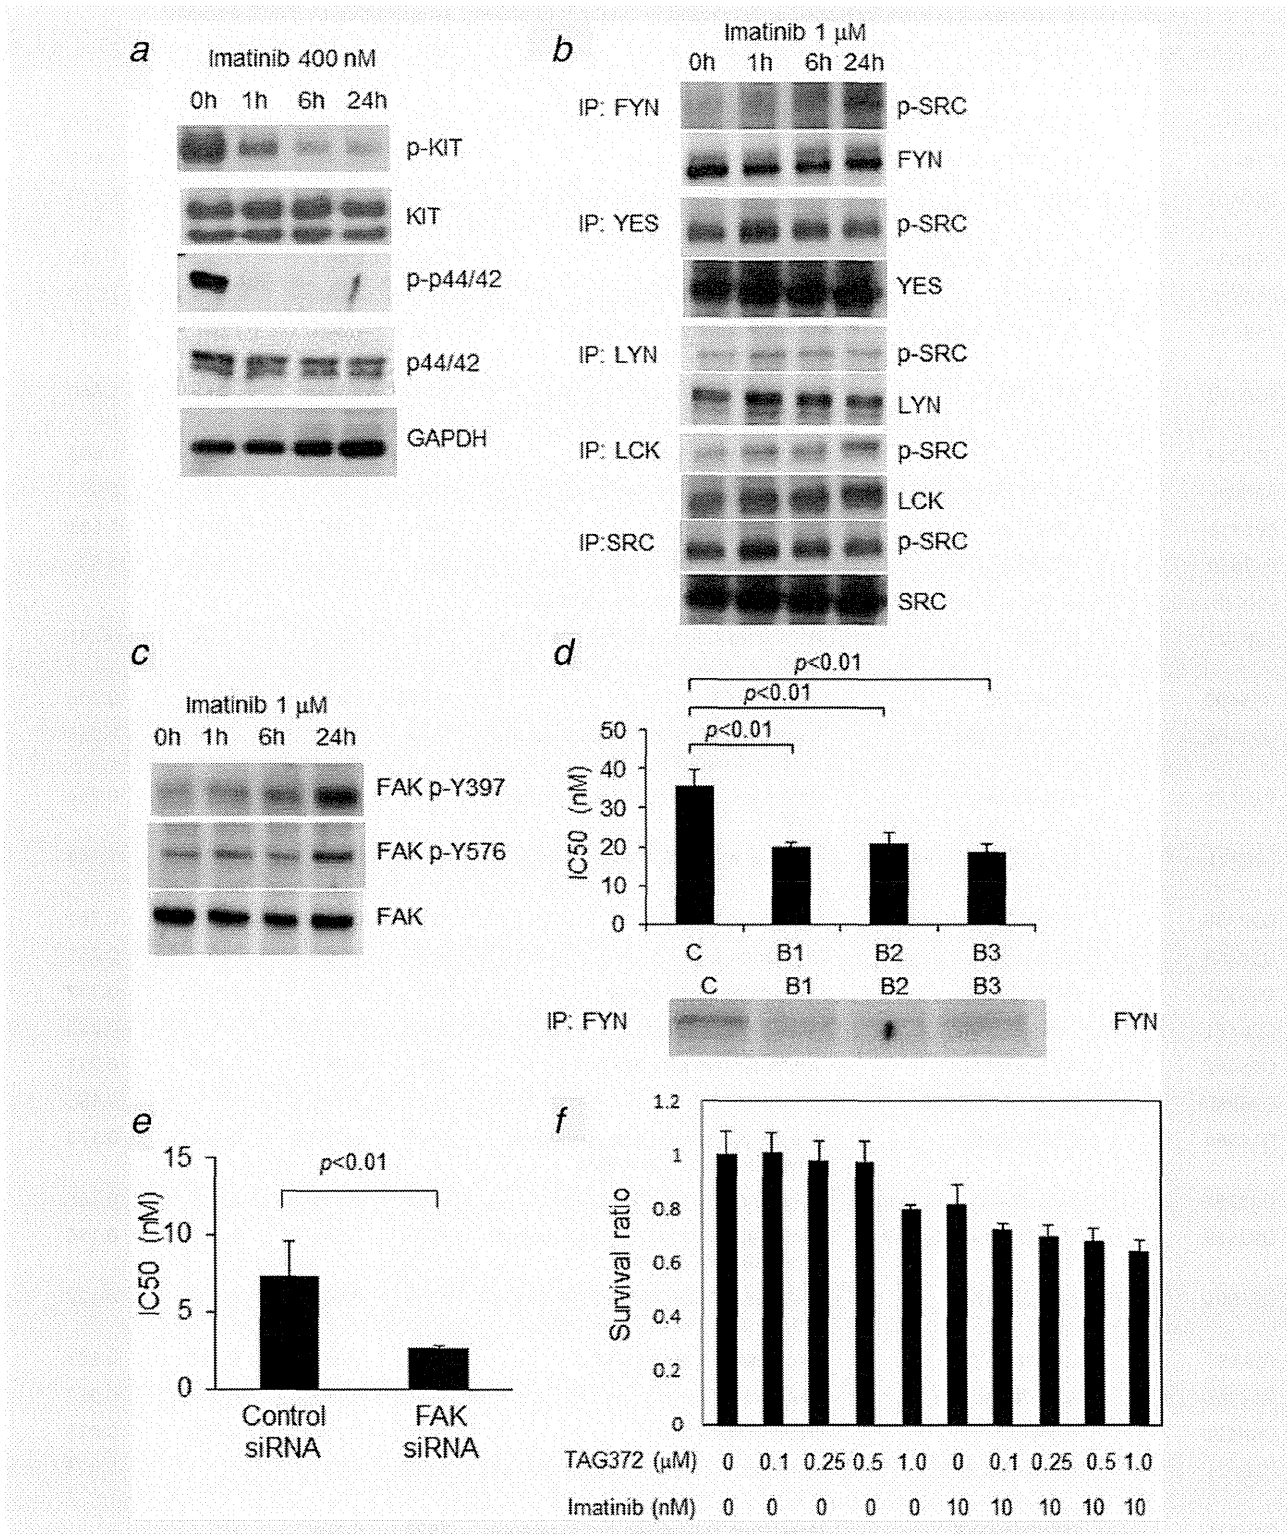 a
Imatinib 400 nM
0h 1h 6h 24h
p-KIT
KIT
p-p44/42
p44/42
GAPDH
b
Imatinib 1 µM
0h 1h 6h 24h
IP: FYN p-SRC
FYN
IP: YES p-SRC
YES
IP: LYN p-SRC
LYN
IP: LCK p-SRC
LCK
IP:SRC p-SRC
SRC
c
Imatinib 1 µM
0h 1h 6h 24h
FAK p-Y397
FAK p-Y576
FAK
d
p<0.01
p<0.01
p<0.01
IC50 (nM)
50
40
30
20
10
0
C B1 B2 B3
C B1 B2 B3
IP: FYN FYN
e
p<0.01
IC50 (nM)
15
10
5
0
Control siRNA
FAK siRNA
f
Survival ratio
1.2
1
0.8
0.6
0.4
0.2
0
TAG372 (µM) 0 0.1 0.25 0.5 1.0 0 0.1 0.25 0.5 1.0
Imatinib (nM) 0 0 0 0 0 10 10 10 10 10